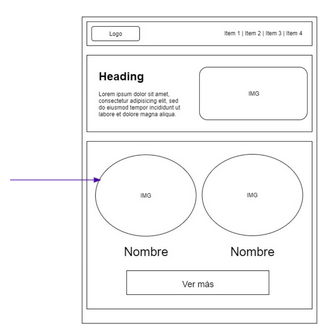 Logo
Item 1 | Item 2 | Item 3 | Item 4
Heading
Lorem ipsum dolor sit amet,
consectetur adipisicing elit, sed
do eiusmod tempor incididunt ut
labore et dolore magna aliqua.
IMG
IMG
IMG
Nombre
Nombre
Ver más